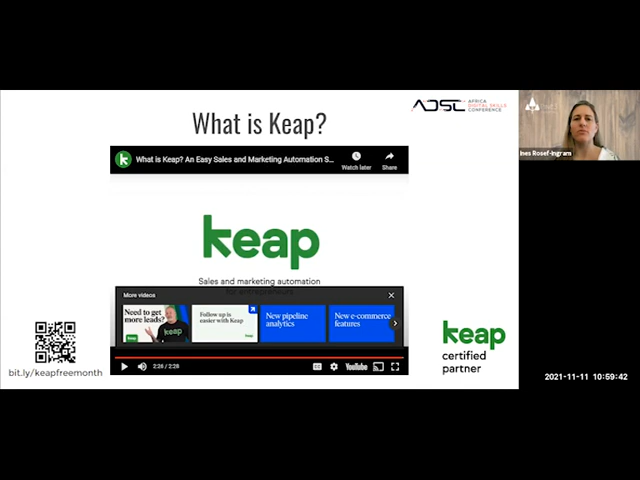 ADSC AFRICA
DIGITAL SKILLS
CONFERENCE
What is Keap?
What is Keap? An Easy Sales and Marketing Automation S...
Watch later
Share
keap
Sales and marketing automation
More videos
Need to get
more leads?
keap
keap
Follow up is
easier with Keap
keap
New pipeline
analytics
New e-commerce
features
2:28 / 2:28
YouTube
bit.ly/keapfreemonth
keap
certified
partner
Ines Rosef-Ingram
2021-11-11 10:59:42